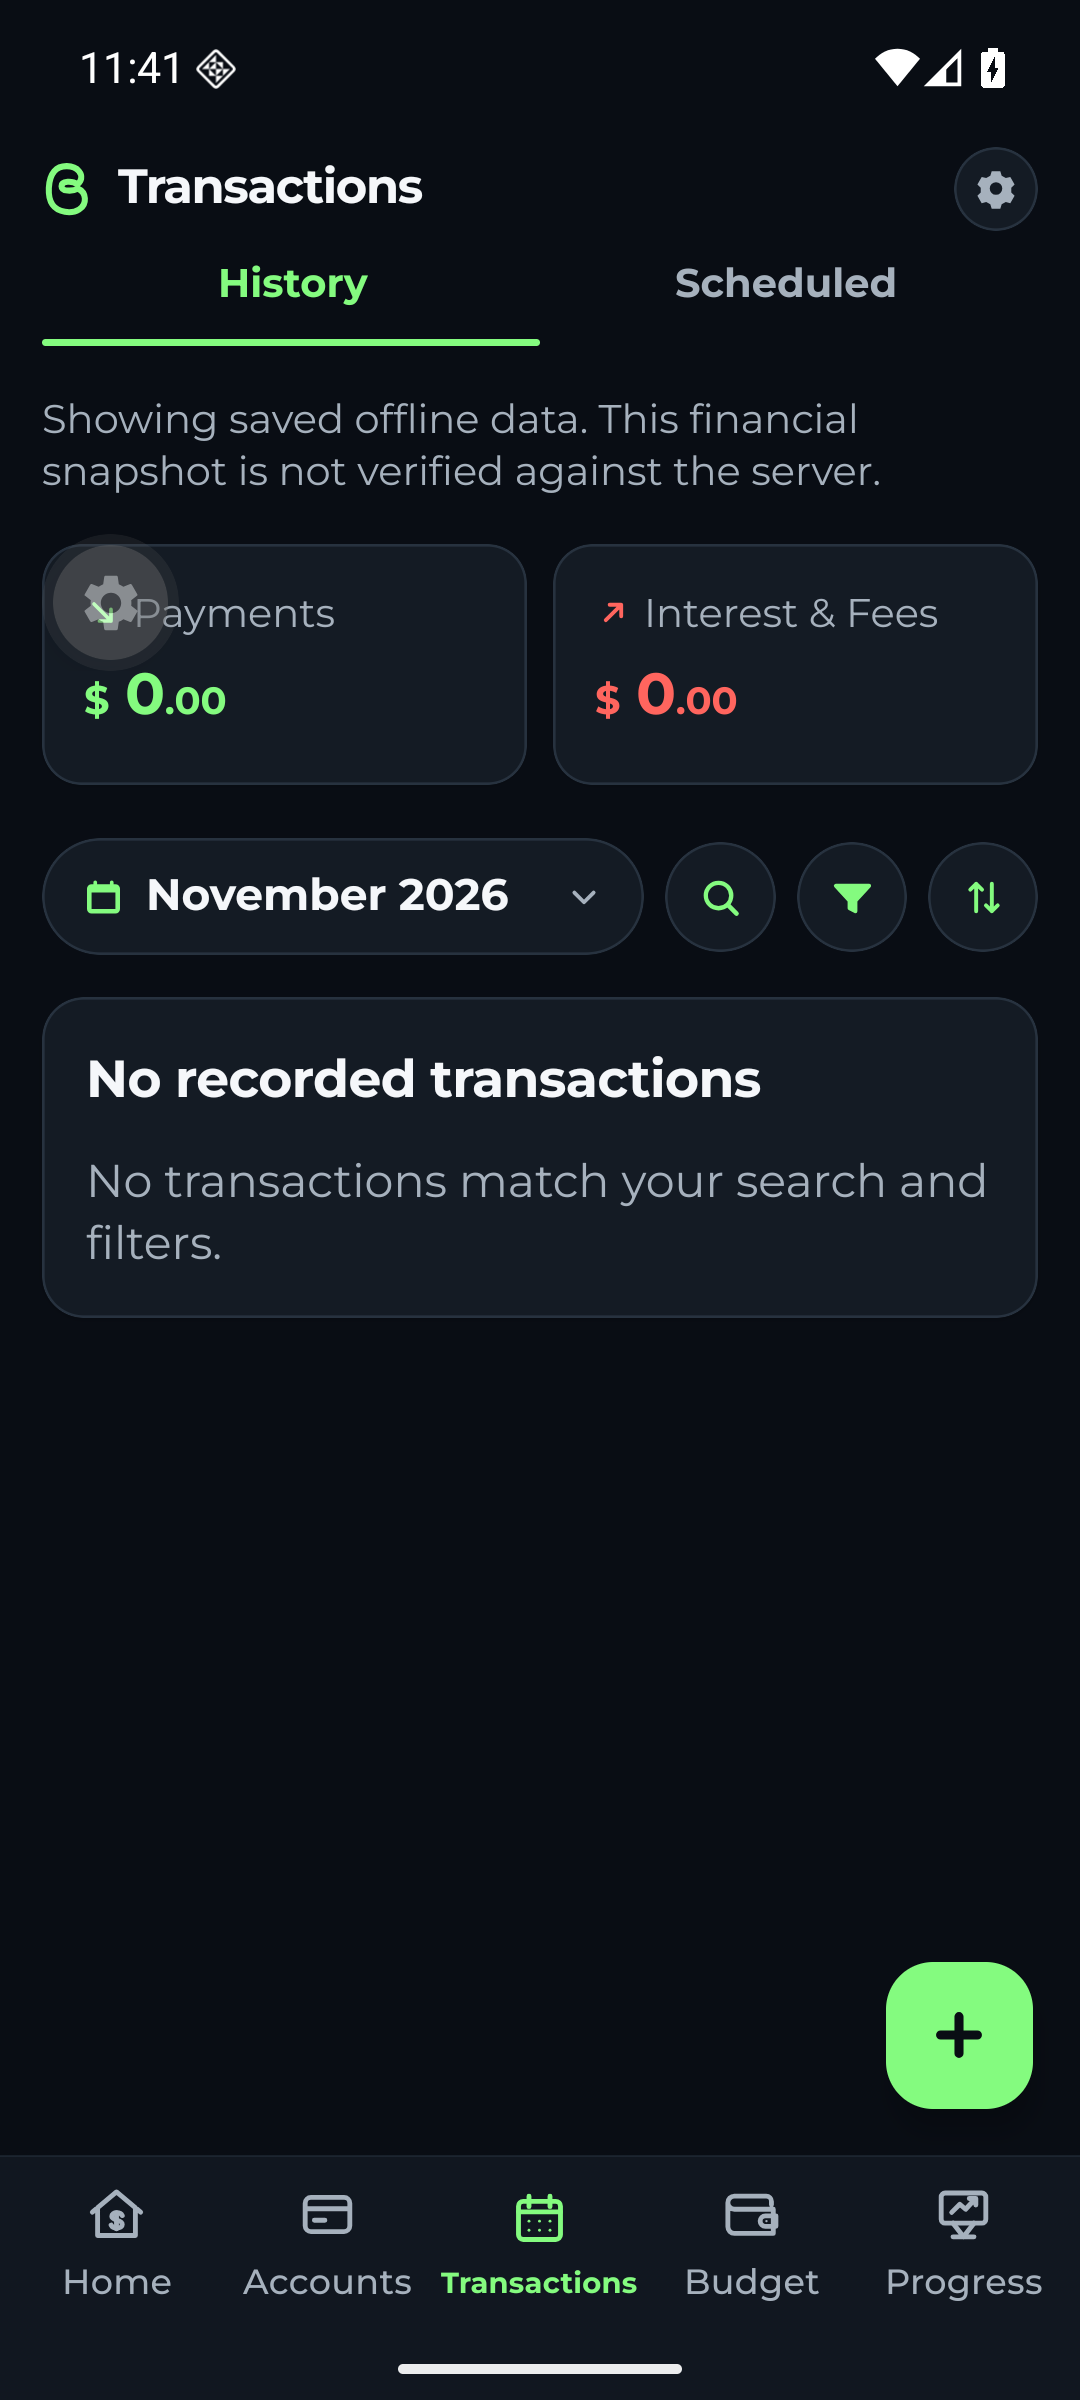 11:41
Transactions
History
Scheduled
Showing saved offline data. This financial
snapshot is not verified against the server.
Payments
$ 0.00
Interest & Fees
$ 0.00
November 2026
No recorded transactions
No transactions match your search and
filters.
Home
Accounts
Transactions
Budget
Progress